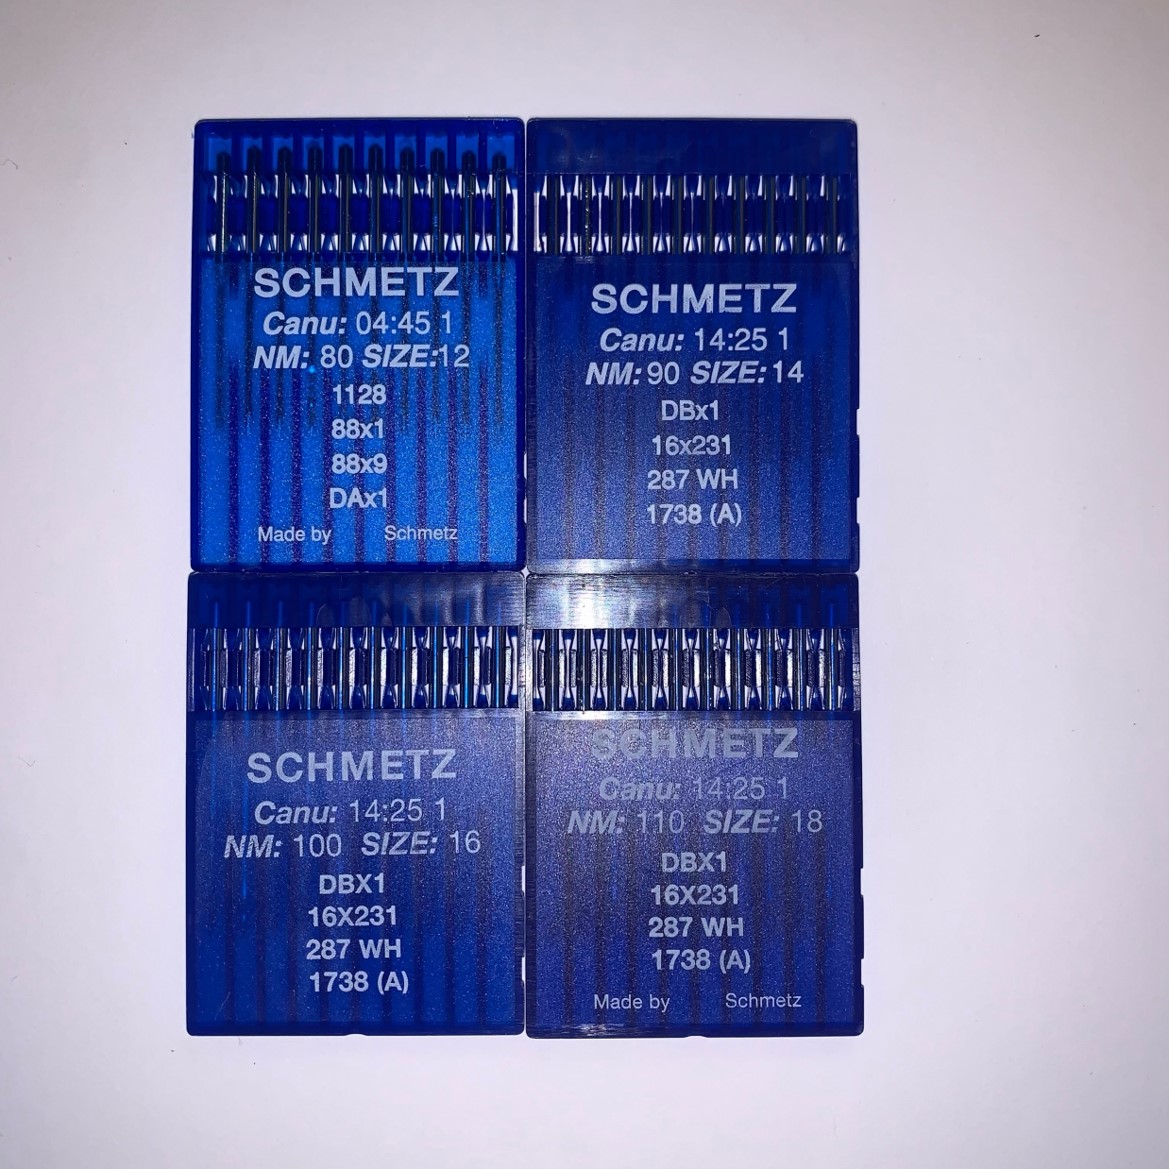 SCHMETZ
Canu: 04:45 1
NM: 80 SIZE:12
1128
88x1
88x9
DAx1
Made by Schmetz
SCHMETZ
Canu: 14:25 1
NM: 90 SIZE: 14
DBx1
16x231
287 WH
1738 (A)
SCHMETZ
Canu: 14:25 1
NM: 100 SIZE: 16
DBX1
16X231
287 WH
1738 (A)
SCHMETZ
Canu: 14:25 1
NM: 110 SIZE: 18
DBX1
16X231
287 WH
1738 (A)
Made by Schmetz